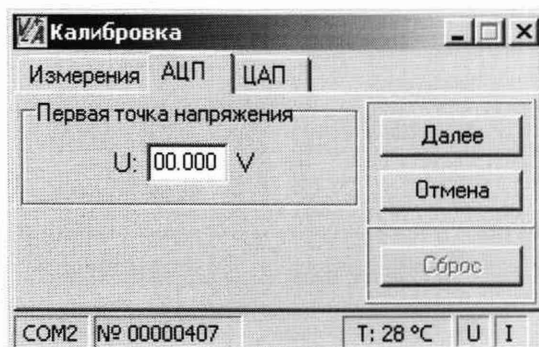 Калибровка
Измерения АЦП ЦАП
Первая точка напряжения
U: 00.000 V
Далее
Отмена
Сброс
COM2 № 00000407 T: 28 °C U I